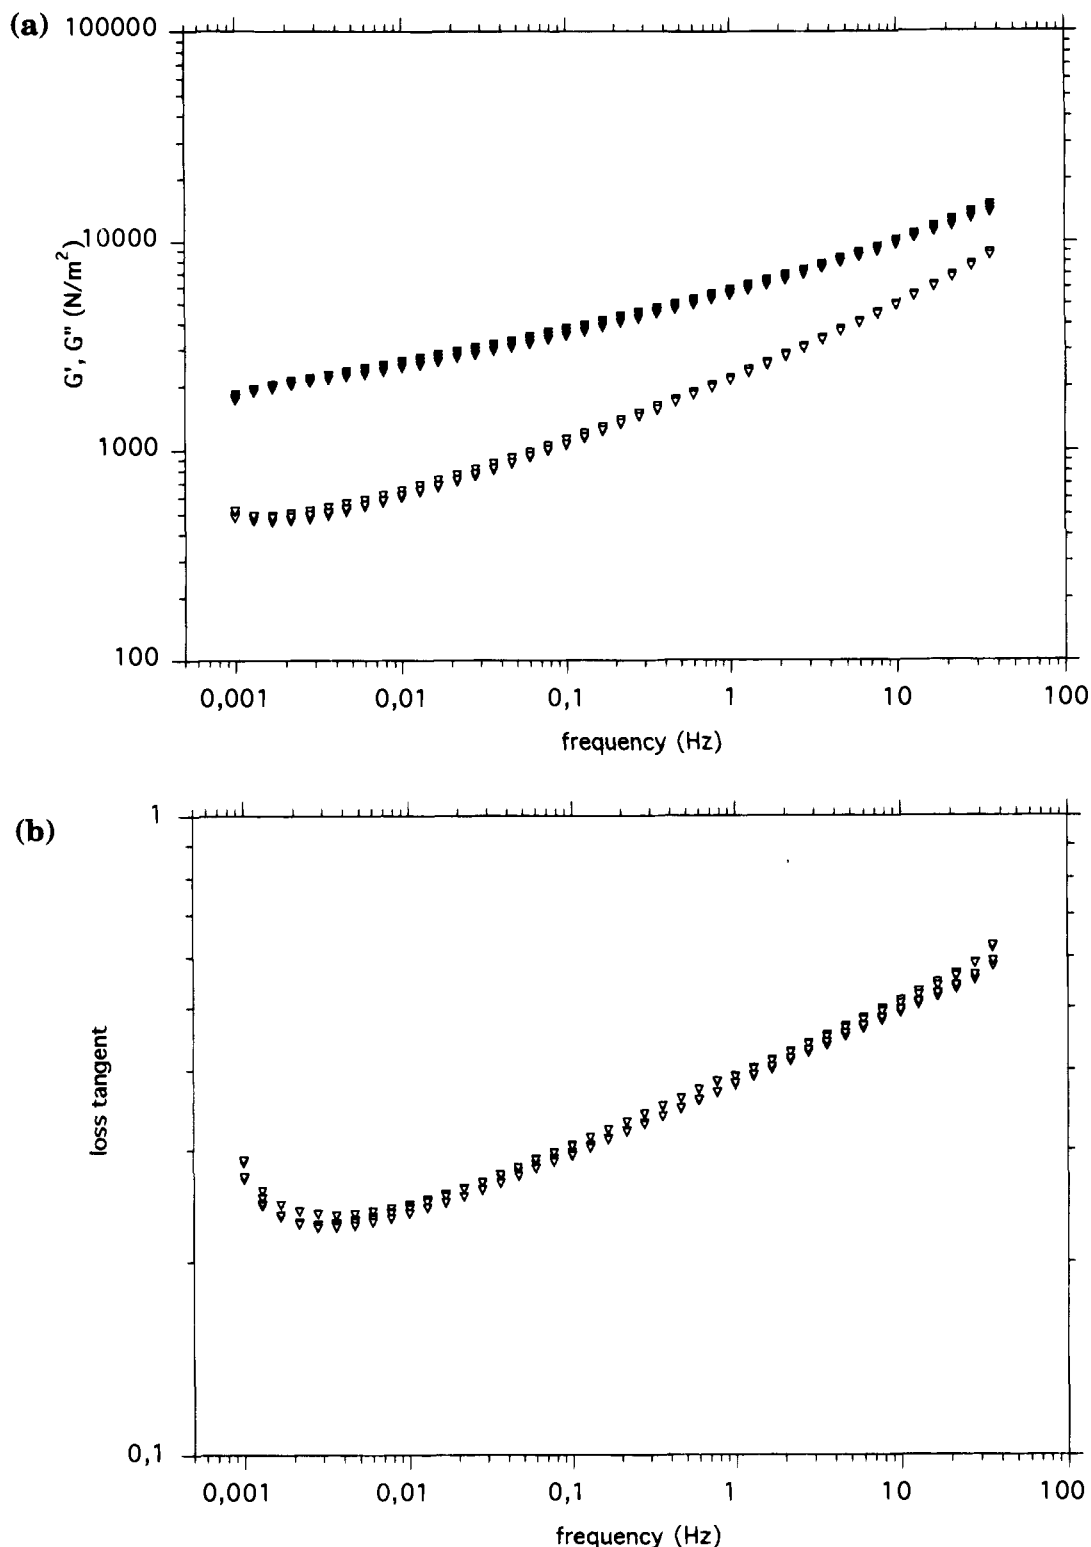 (a)
100000
10000
1000
100
G', G" (N/m²)
0,001 0,01 0,1 1 10 100
frequency (Hz)
(b)
1
0,1
loss tangent
0,001 0,01 0,1 1 10 100
frequency (Hz)